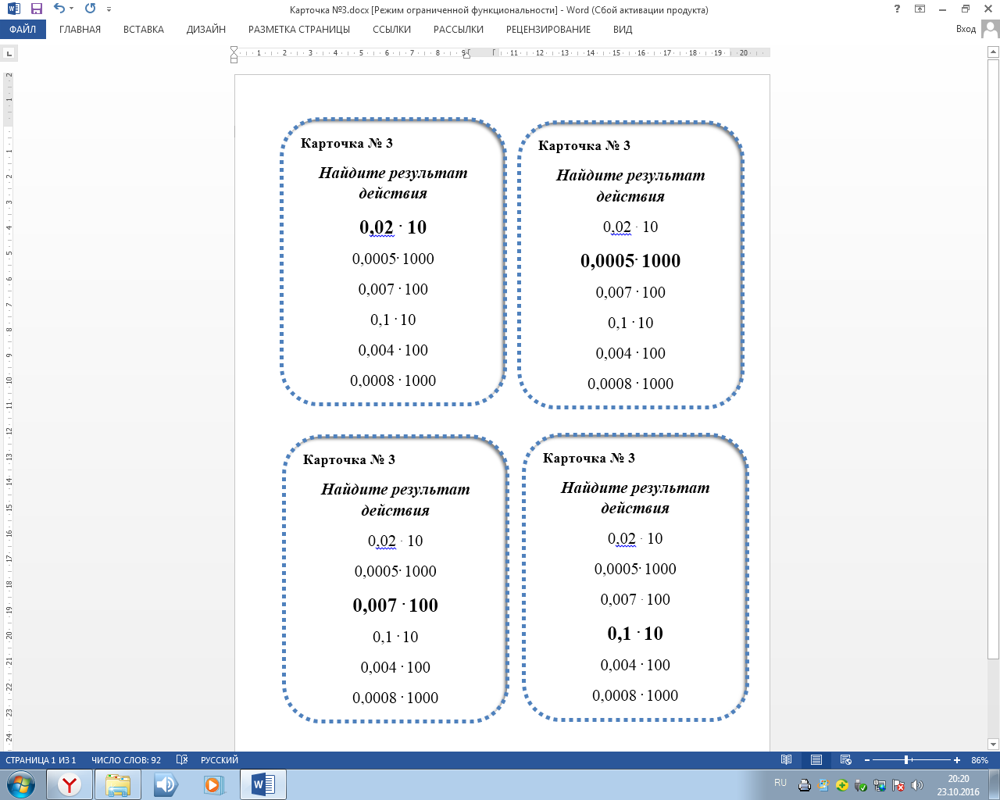 Карточка №3.docx [Режим ограниченной функциональности] - Word (Сбой активации продукта)
ФАЙЛ ГЛАВНАЯ ВСТАВКА ДИЗАЙН РАЗМЕТКА СТРАНИЦЫ ССЫЛКИ РАССЫЛКИ РЕЦЕНЗИРОВАНИЕ ВИД Вход
Карточка № 3
Найдите результат
действия
0,02 · 10
0,0005· 1000
0,007 · 100
0,1 · 10
0,004 · 100
0,0008 · 1000
Карточка № 3
Найдите результат
действия
0,02 · 10
0,0005· 1000
0,007 · 100
0,1 · 10
0,004 · 100
0,0008 · 1000
Карточка № 3
Найдите результат
действия
0,02 · 10
0,0005· 1000
0,007 · 100
0,1 · 10
0,004 · 100
0,0008 · 1000
Карточка № 3
Найдите результат
действия
0,02 · 10
0,0005· 1000
0,007 · 100
0,1 · 10
0,004 · 100
0,0008 · 1000
СТРАНИЦА 1 ИЗ 1 ЧИСЛО СЛОВ: 92 РУССКИЙ 86%
RU 20:20
23.10.2016